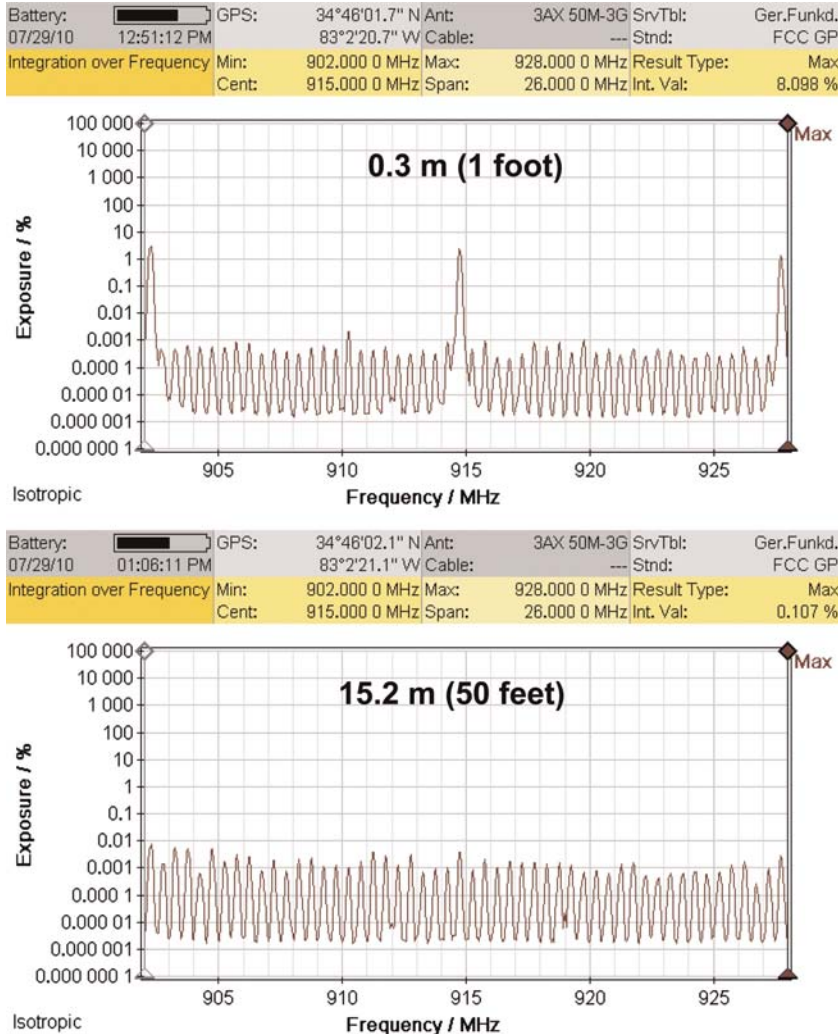 Battery: GPS: 34°46'01.7" N Ant: 3AX 50M-3G SrvTbl: Ger.Funkd.
07/29/10 12:51:12 PM 83°2'20.7" W Cable: --- Stnd: FCC GP
Integration over Frequency Min: 902.000 0 MHz Max: 928.000 0 MHz Result Type: Max
Cent: 915.000 0 MHz Span: 26.000 0 MHz Int. Val: 8.098 %
100 000
Max
10 000
0.3 m (1 foot)
1 000
100
10
1
0.1
0.01
0.001
0.000 1
0.000 01
0.000 001
0.000 000 1
Exposure / %
905 910 915 920 925
Isotropic Frequency / MHz
Battery: GPS: 34°46'02.1" N Ant: 3AX 50M-3G SrvTbl: Ger.Funkd.
07/29/10 01:06:11 PM 83°2'21.1" W Cable: --- Stnd: FCC GP
Integration over Frequency Min: 902.000 0 MHz Max: 928.000 0 MHz Result Type: Max
Cent: 915.000 0 MHz Span: 26.000 0 MHz Int. Val: 0.107 %
100 000
Max
10 000
15.2 m (50 feet)
1 000
100
10
1
0.1
0.01
0.001
0.000 1
0.000 01
0.000 001
0.000 000 1
Exposure / %
905 910 915 920 925
Isotropic Frequency / MHz